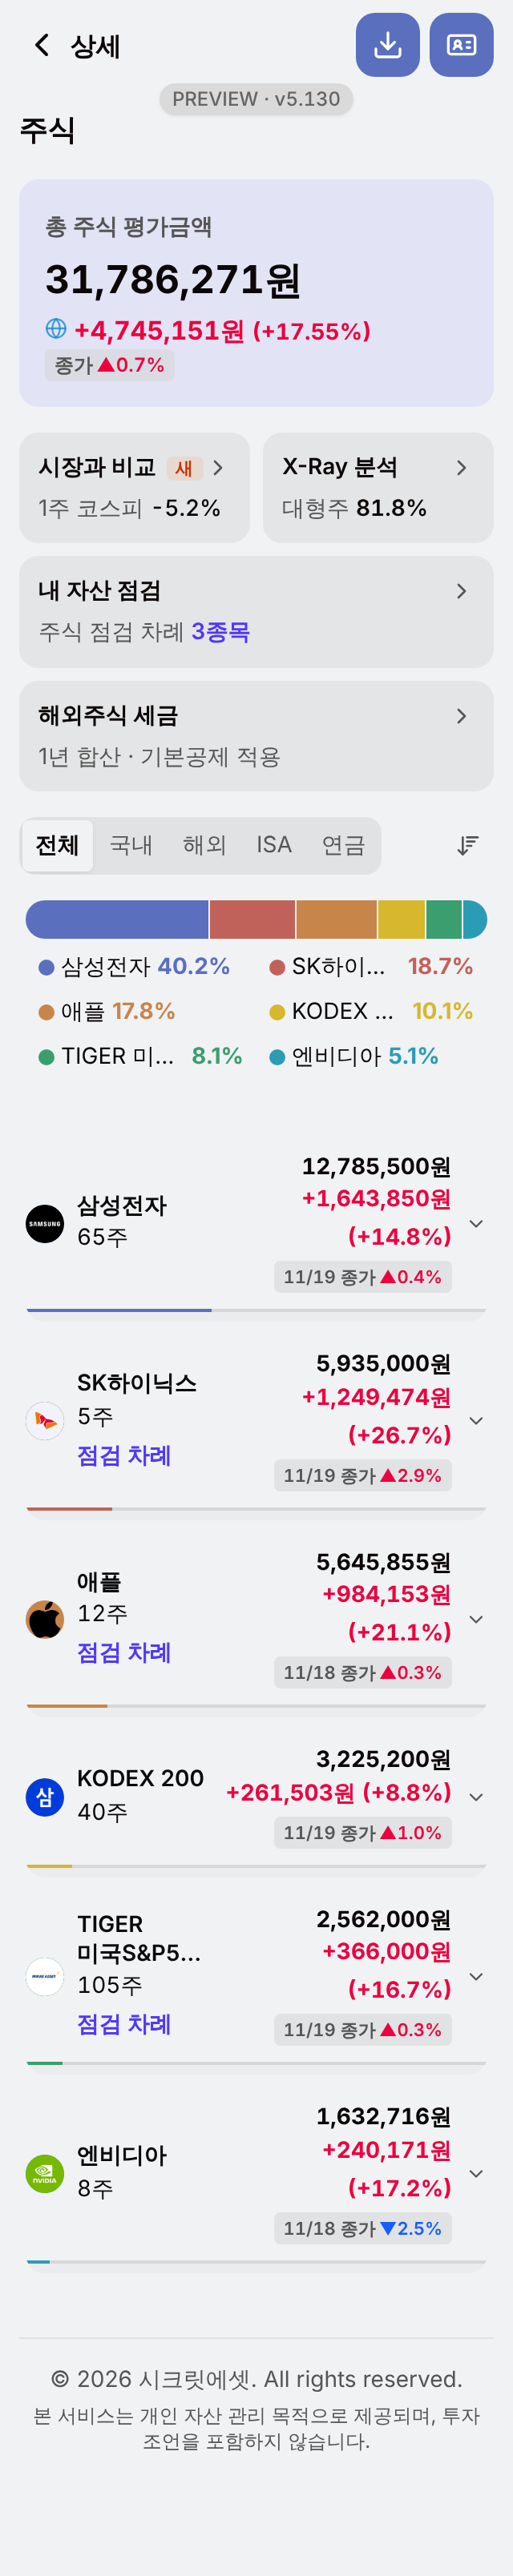 상세
PREVIEW · v5.130
주식
총 주식 평가금액
31,786,271원
+4,745,151원 (+17.55%)
종가 ▲0.7%
시장과 비교 새
1주 코스피 -5.2%
X-Ray 분석
대형주 81.8%
내 자산 점검
주식 점검 차례 3종목
해외주식 세금
1년 합산 · 기본공제 적용
전체 국내 해외 ISA 연금
삼성전자 40.2%
SK하이... 18.7%
애플 17.8%
KODEX ... 10.1%
TIGER 미... 8.1%
엔비디아 5.1%
SAMSUNG
삼성전자
65주
12,785,500원
+1,643,850원
(+14.8%)
11/19 종가 ▲0.4%
SK하이닉스
5주
점검 차례
5,935,000원
+1,249,474원
(+26.7%)
11/19 종가 ▲2.9%
애플
12주
점검 차례
5,645,855원
+984,153원
(+21.1%)
11/18 종가 ▲0.3%
삼
KODEX 200
40주
3,225,200원
+261,503원 (+8.8%)
11/19 종가 ▲1.0%
MIRAE ASSET
TIGER
미국S&P5...
105주
점검 차례
2,562,000원
+366,000원
(+16.7%)
11/19 종가 ▲0.3%
NVIDIA
엔비디아
8주
1,632,716원
+240,171원
(+17.2%)
11/18 종가 ▼2.5%
© 2026 시크릿에셋. All rights reserved.
본 서비스는 개인 자산 관리 목적으로 제공되며, 투자
조언을 포함하지 않습니다.